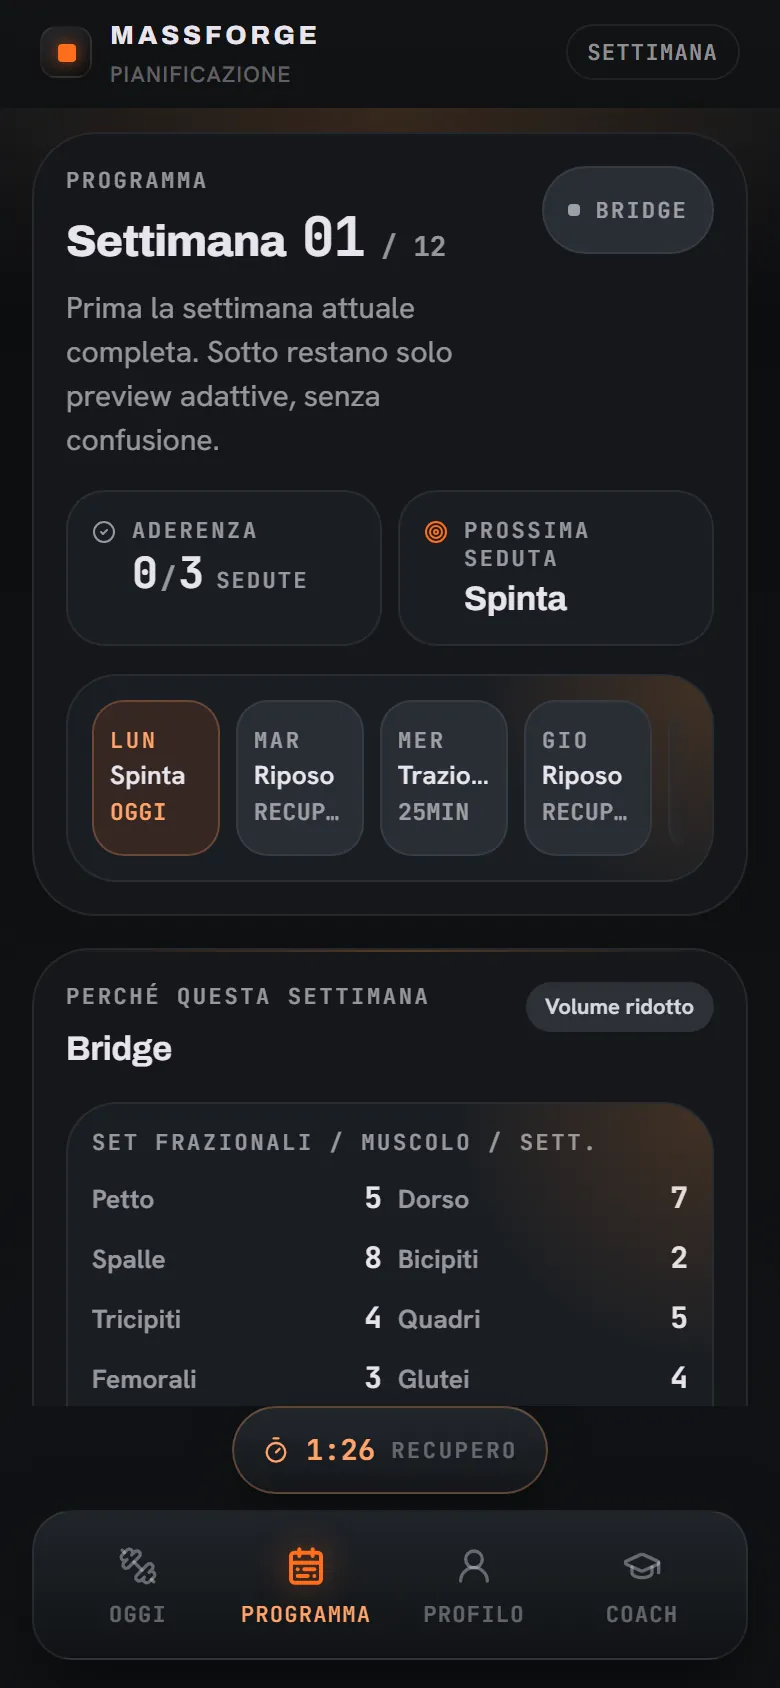 MASSFORGE
PIANIFICAZIONE
SETTIMANA
PROGRAMMA
Settimana 01 / 12
BRIDGE
Prima la settimana attuale
completa. Sotto restano solo
preview adattive, senza
confusione.
ADERENZA
0/3 SEDUTE
PROSSIMA
SEDUTA
Spinta
LUN
Spinta
OGGI
MAR
Riposo
RECUP…
MER
Trazio…
25MIN
GIO
Riposo
RECUP…
PERCHÉ QUESTA SETTIMANA
Bridge
Volume ridotto
SET FRAZIONALI / MUSCOLO / SETT.
Petto 5 Dorso 7
Spalle 8 Bicipiti 2
Tricipiti 4 Quadri 5
Femorali 3 Glutei 4
1:26 RECUPERO
OGGI
PROGRAMMA
PROFILO
COACH